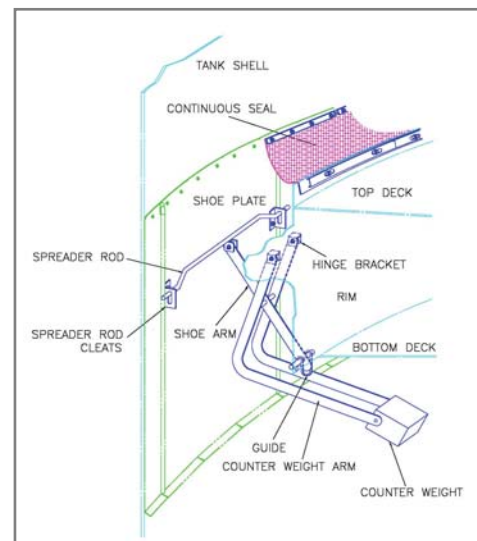 TANK SHELL
CONTINUOUS SEAL
SHOE PLATE
TOP DECK
SPREADER ROD
HINGE BRACKET
RIM
SHOE ARM
SPREADER ROD
CLEATS
BOTTOM DECK
GUIDE
COUNTER WEIGHT ARM
COUNTER WEIGHT